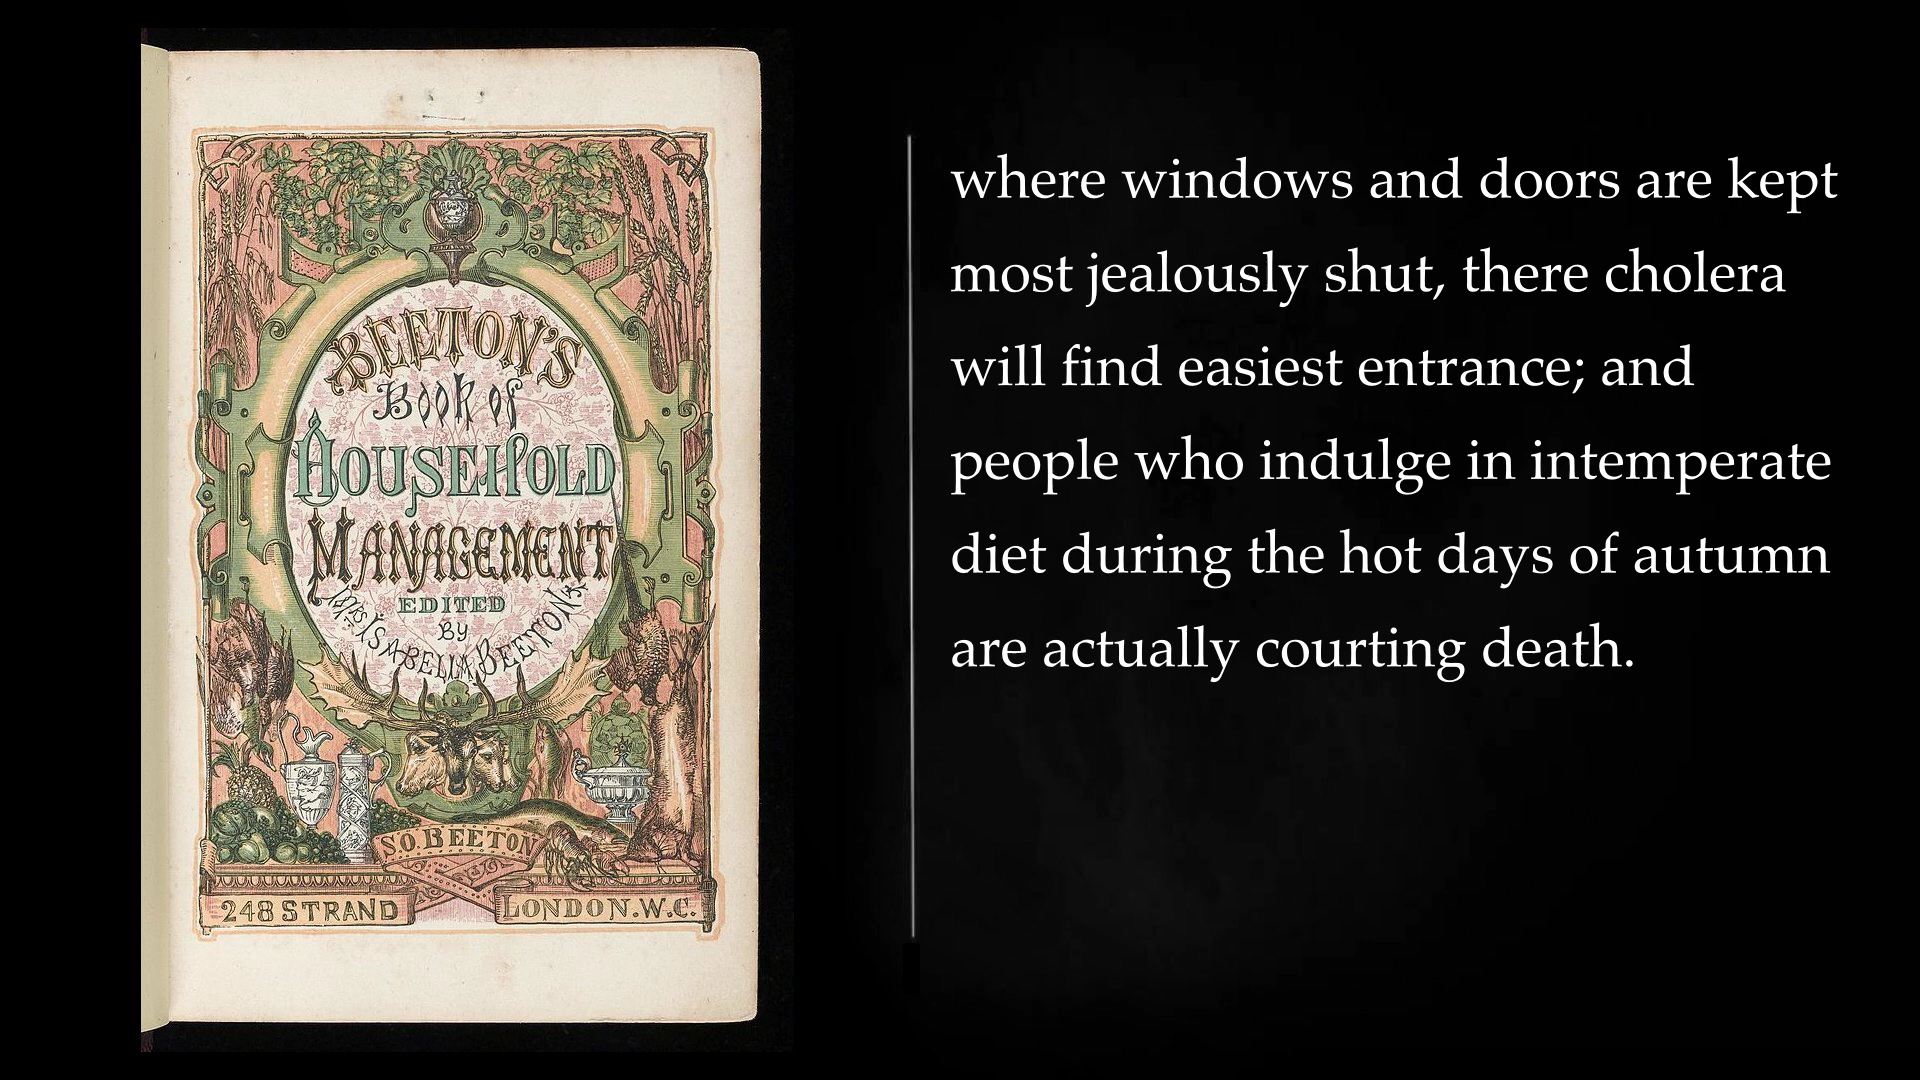 BEETON'S
Book of
HOUSEHOLD
MANAGEMENT
EDITED
BY
MRS ISABELLA BEETON
S.O. BEETON
248 STRAND
LONDON.W.C.
where windows and doors are kept
most jealously shut, there cholera
will find easiest entrance; and
people who indulge in intemperate
diet during the hot days of autumn
are actually courting death.